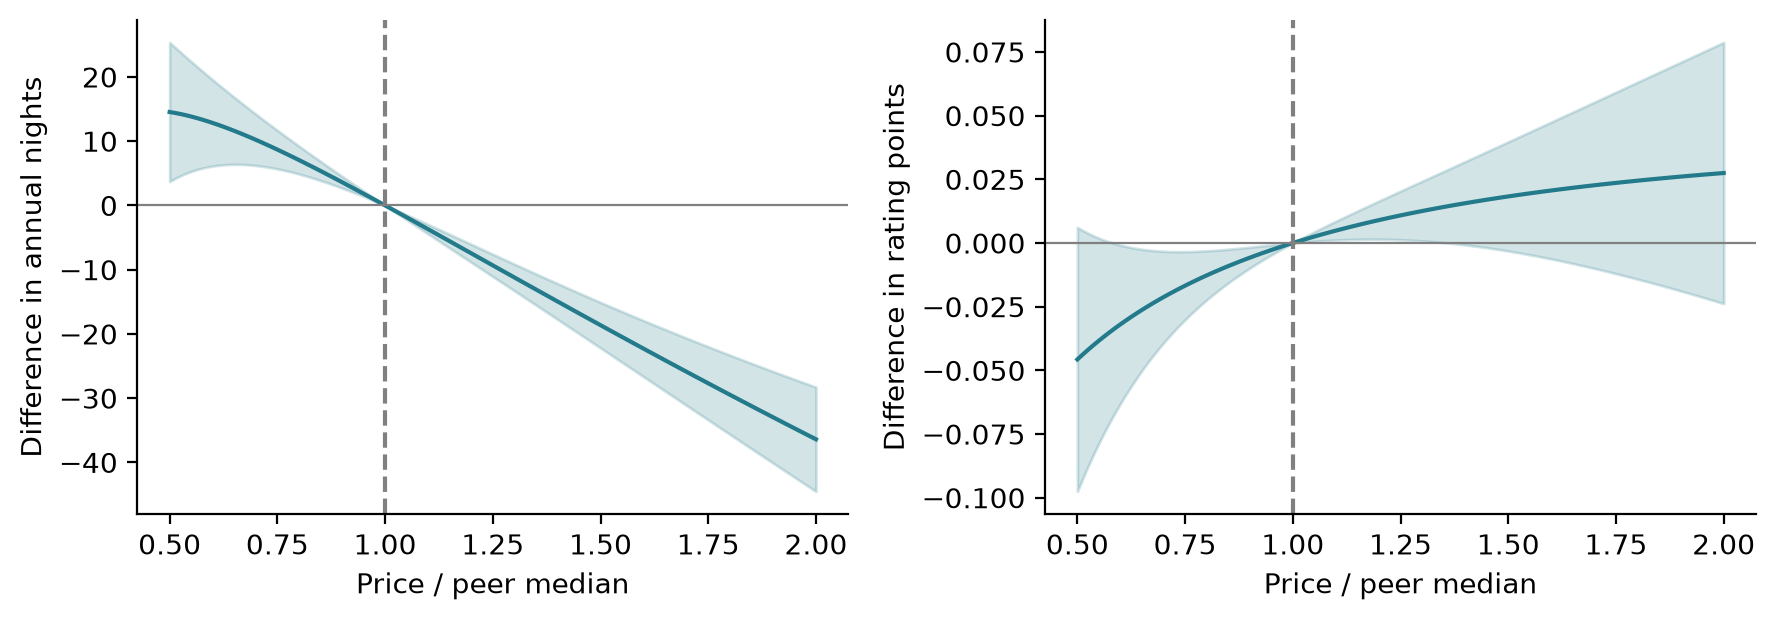 Difference in annual nights
20
10
0
−10
−20
−30
−40
0.50 0.75 1.00 1.25 1.50 1.75 2.00
Price / peer median
Difference in rating points
0.075
0.050
0.025
0.000
−0.025
−0.050
−0.075
−0.100
0.50 0.75 1.00 1.25 1.50 1.75 2.00
Price / peer median